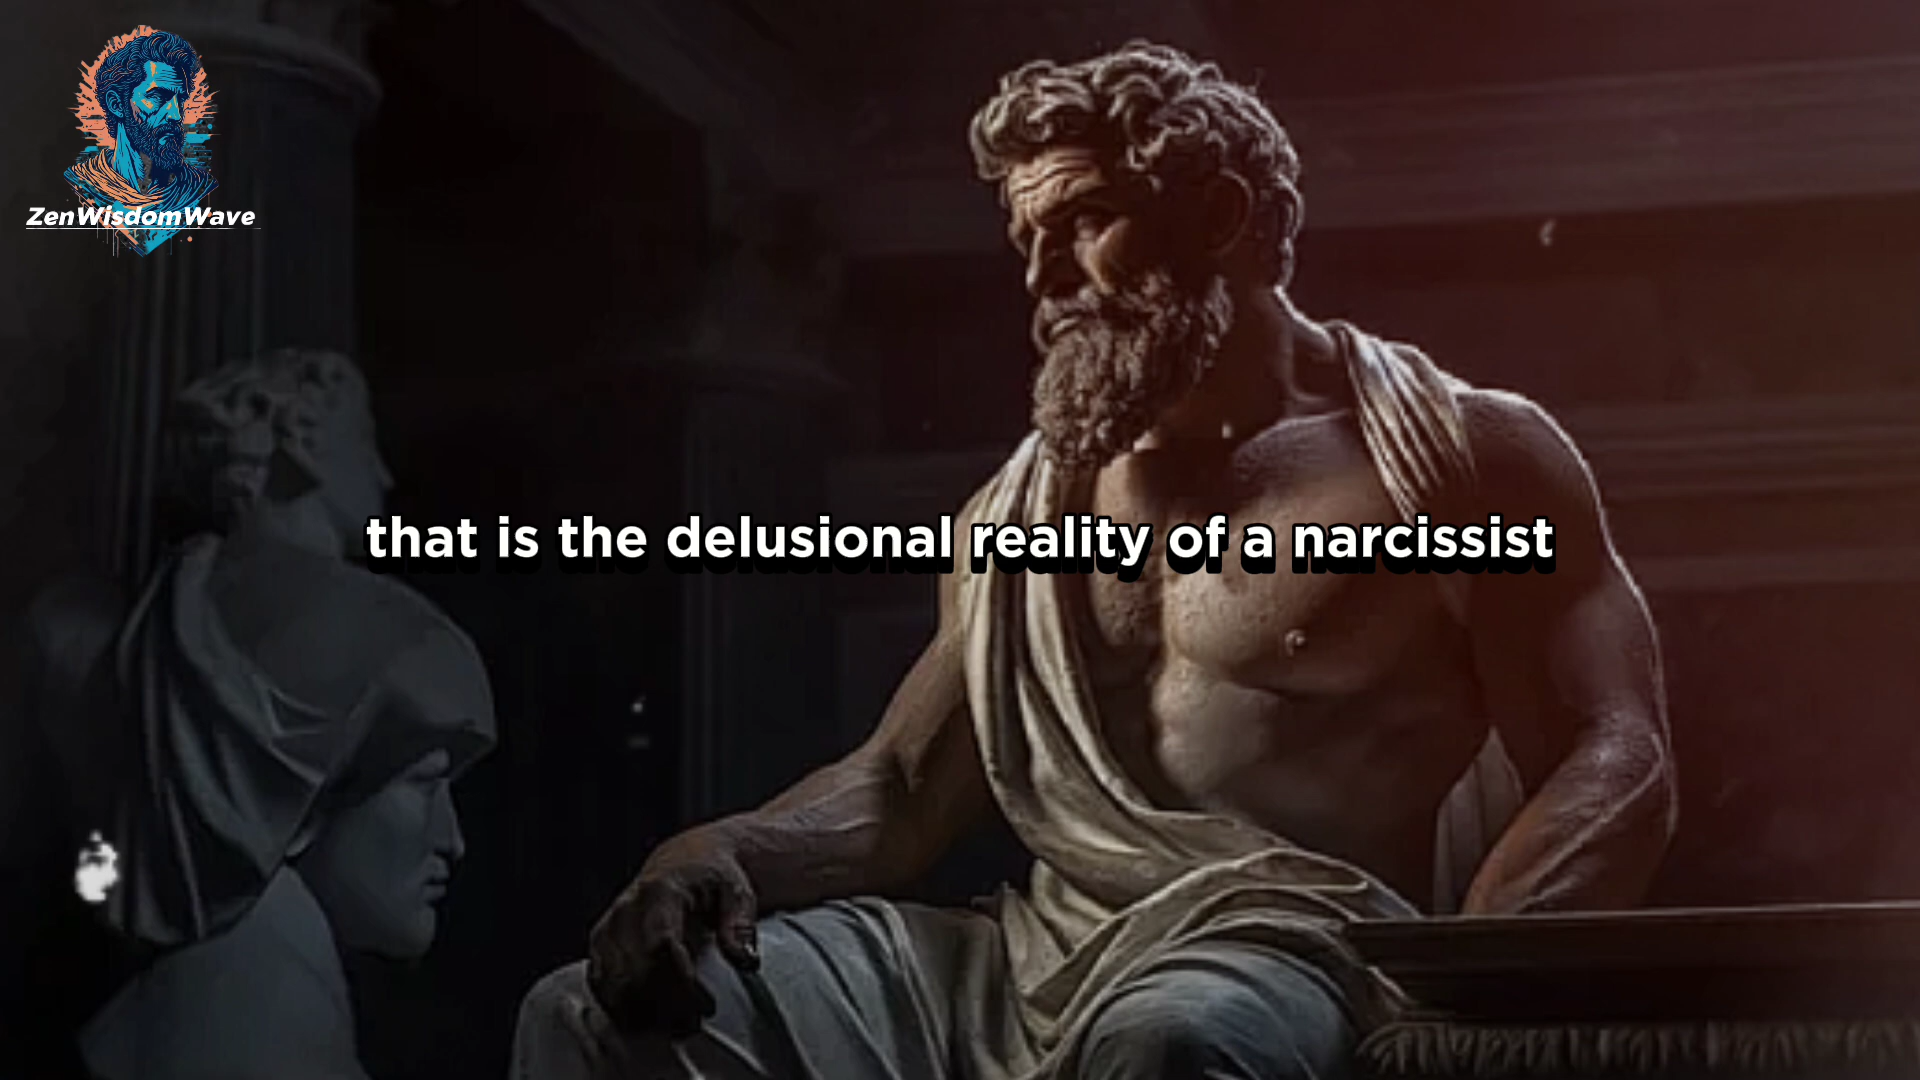 ZenWisdomWave
that is the delusional reality of a narcissist